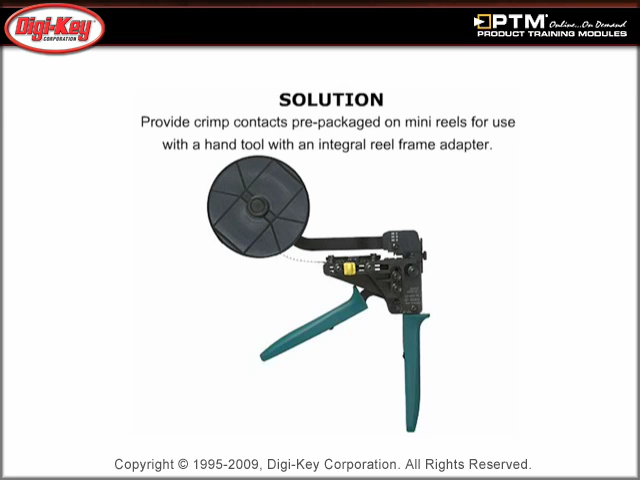 Digi-Key
CORPORATION
PTM
Online...On Demand
PRODUCT TRAINING MODULES
SOLUTION
Provide crimp contacts pre-packaged on mini reels for use
with a hand tool with an integral reel frame adapter.
Copyright © 1995-2009, Digi-Key Corporation. All Rights Reserved.